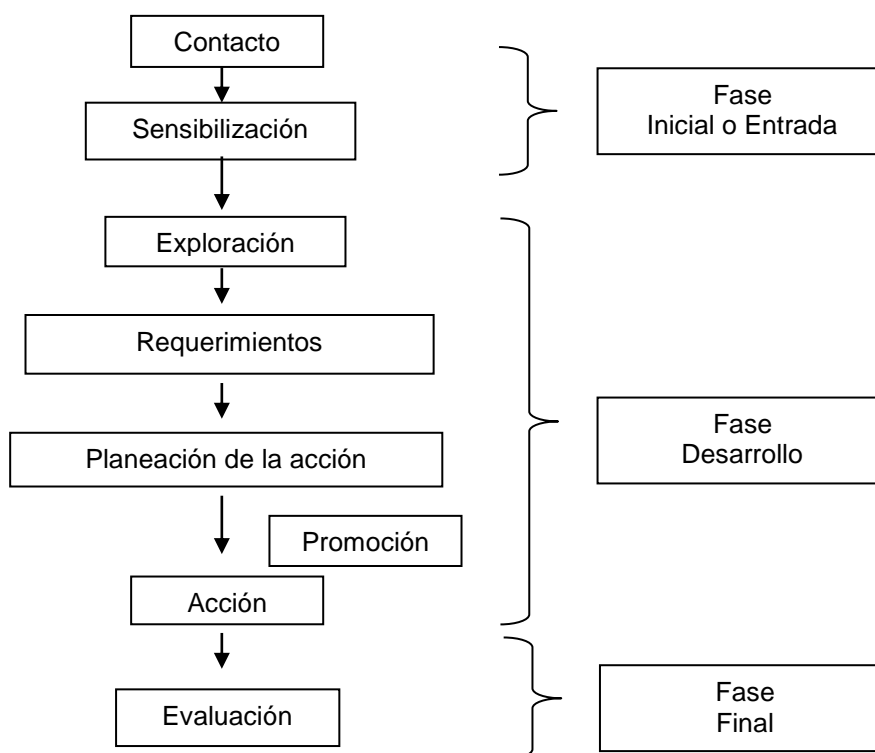 Contacto
Sensibilización
Fase
Inicial o Entrada
Exploración
Requerimientos
Planeación de la acción
Fase
Desarrollo
Promoción
Acción
Evaluación
Fase
Final